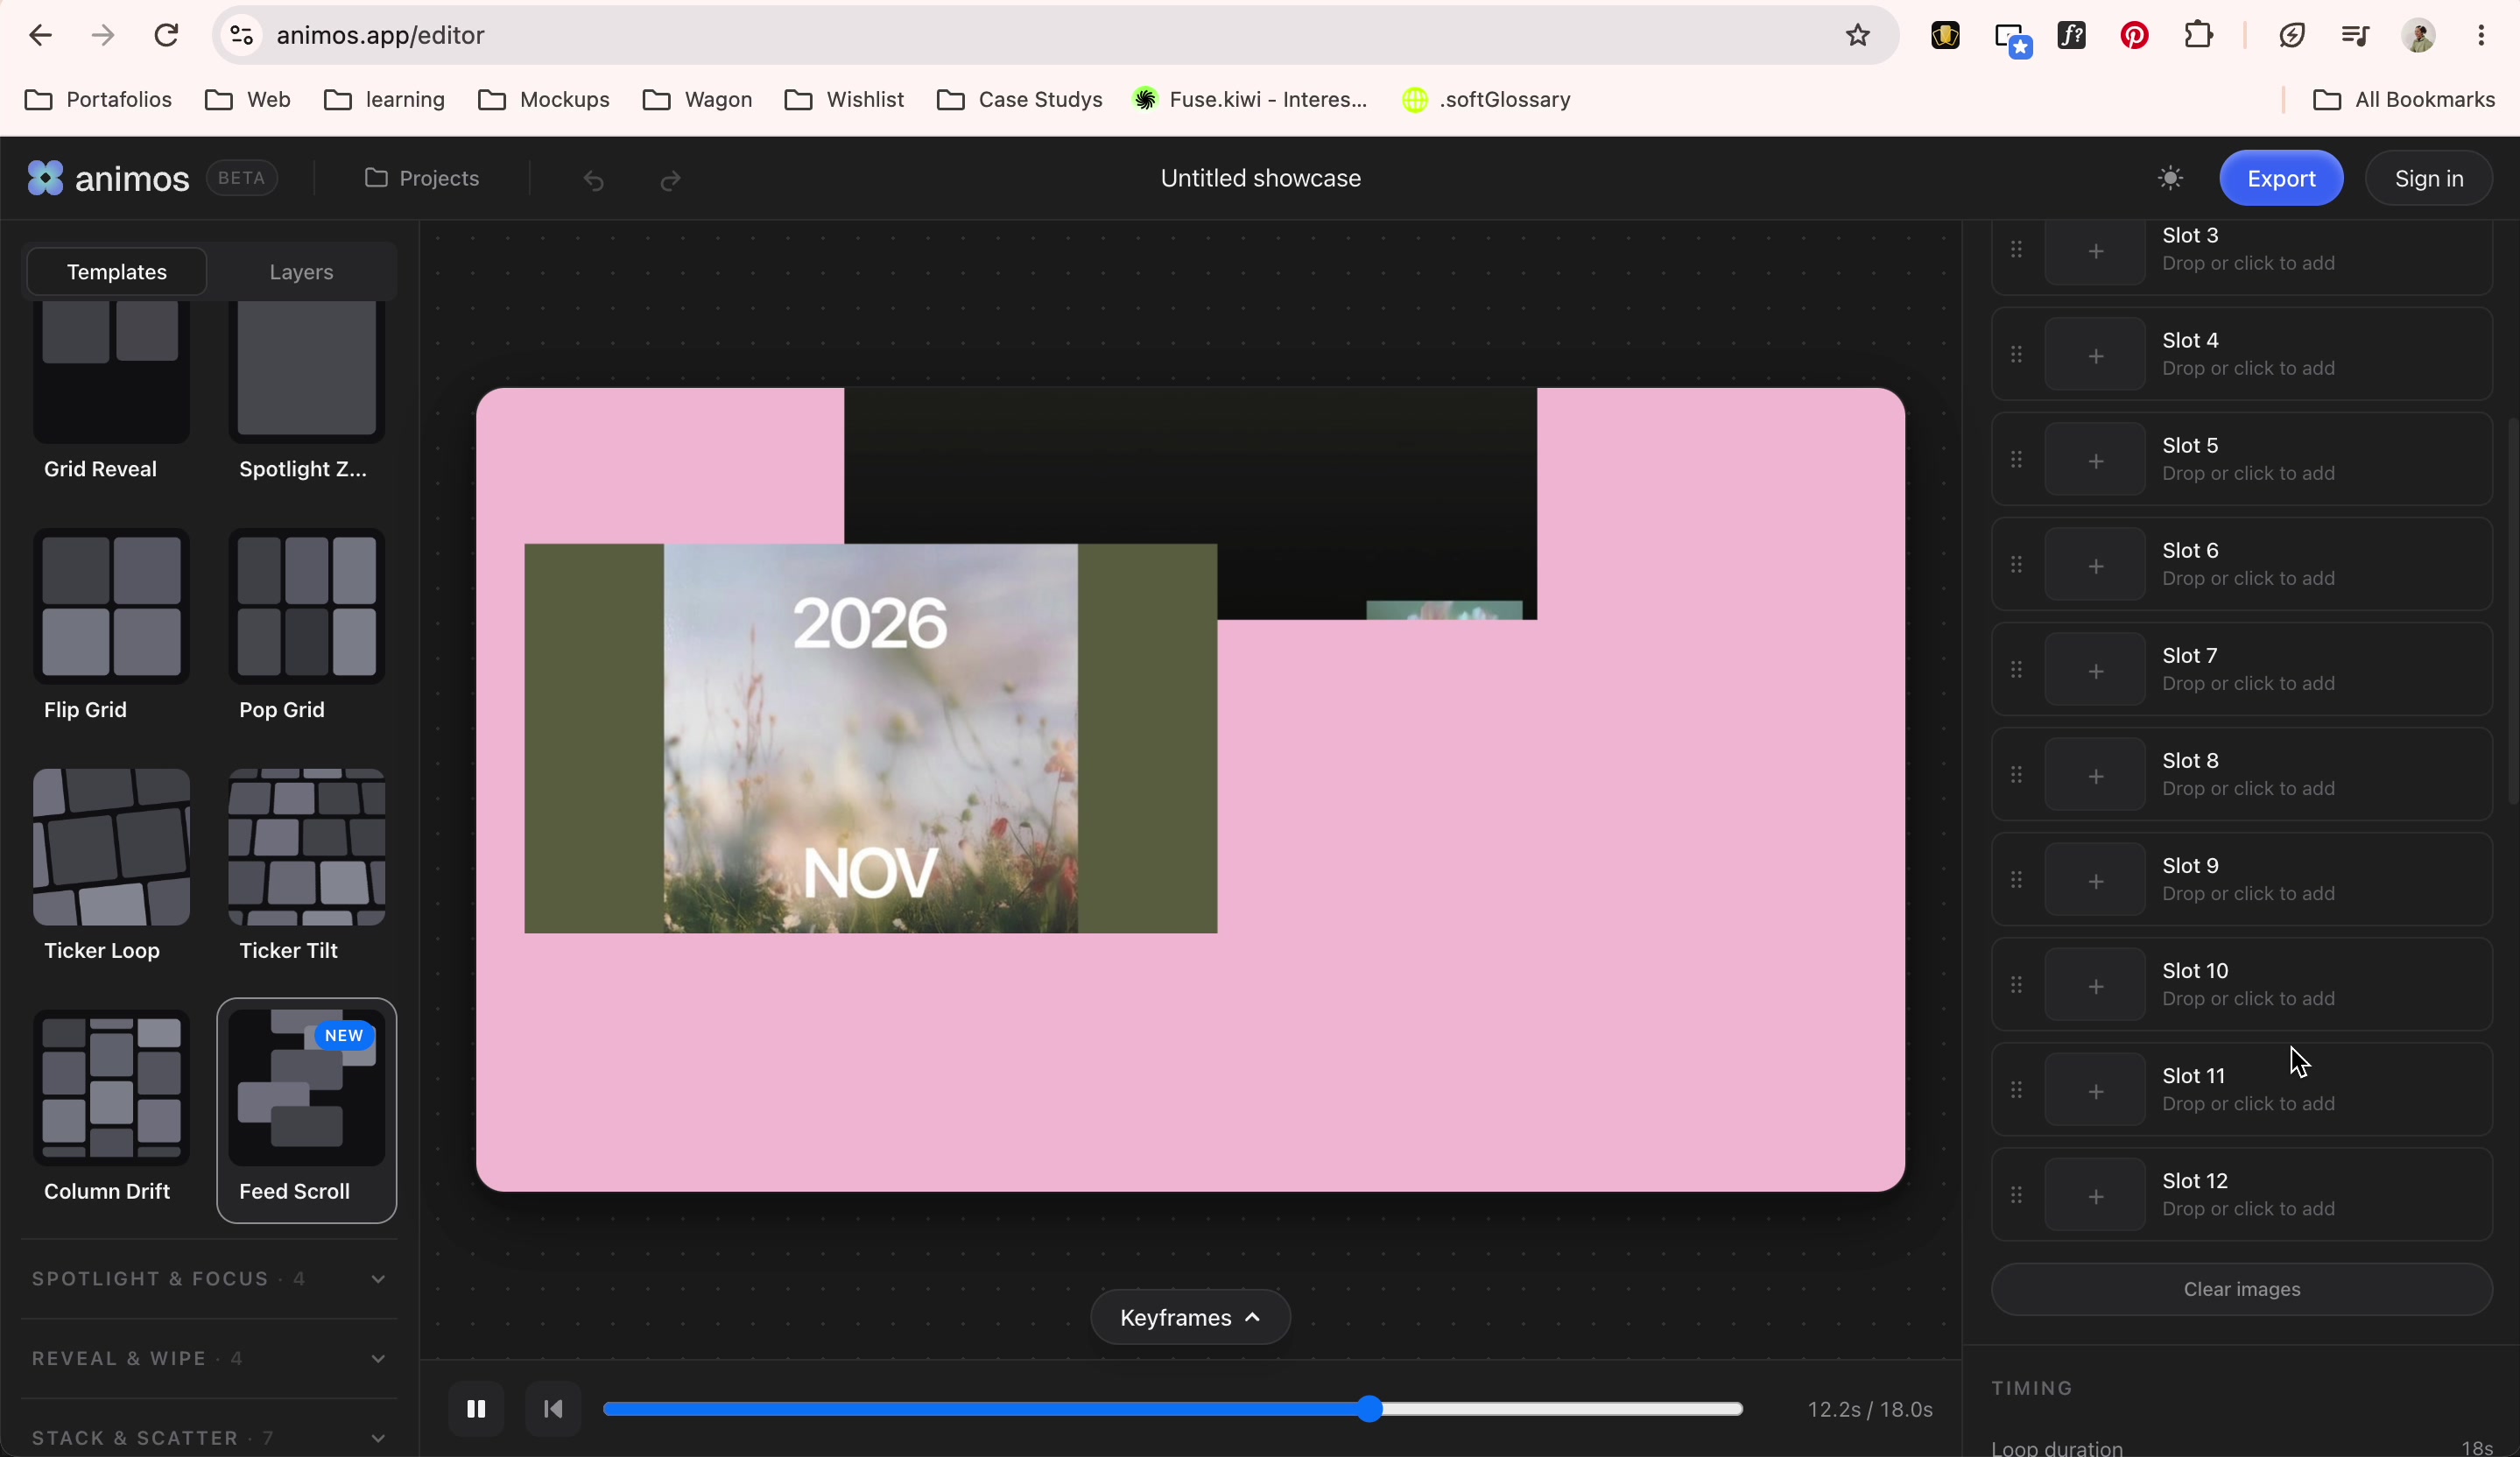 animos.app/editor
f?
Portafolios
Web
learning
Mockups
Wagon
Wishlist
Case Studys
Fuse.kiwi - Interes...
.softGlossary
All Bookmarks
animos
BETA
Projects
Untitled showcase
Export
Sign in
Templates
Layers
Grid Reveal
Spotlight Z...
Flip Grid
Pop Grid
Ticker Loop
Ticker Tilt
NEW
Column Drift
Feed Scroll
SPOTLIGHT & FOCUS · 4
REVEAL & WIPE · 4
STACK & SCATTER · 7
2026
NOV
Keyframes
12.2s / 18.0s
Slot 3
Drop or click to add
Slot 4
Drop or click to add
Slot 5
Drop or click to add
Slot 6
Drop or click to add
Slot 7
Drop or click to add
Slot 8
Drop or click to add
Slot 9
Drop or click to add
Slot 10
Drop or click to add
Slot 11
Drop or click to add
Slot 12
Drop or click to add
Clear images
TIMING
Loop duration
18s